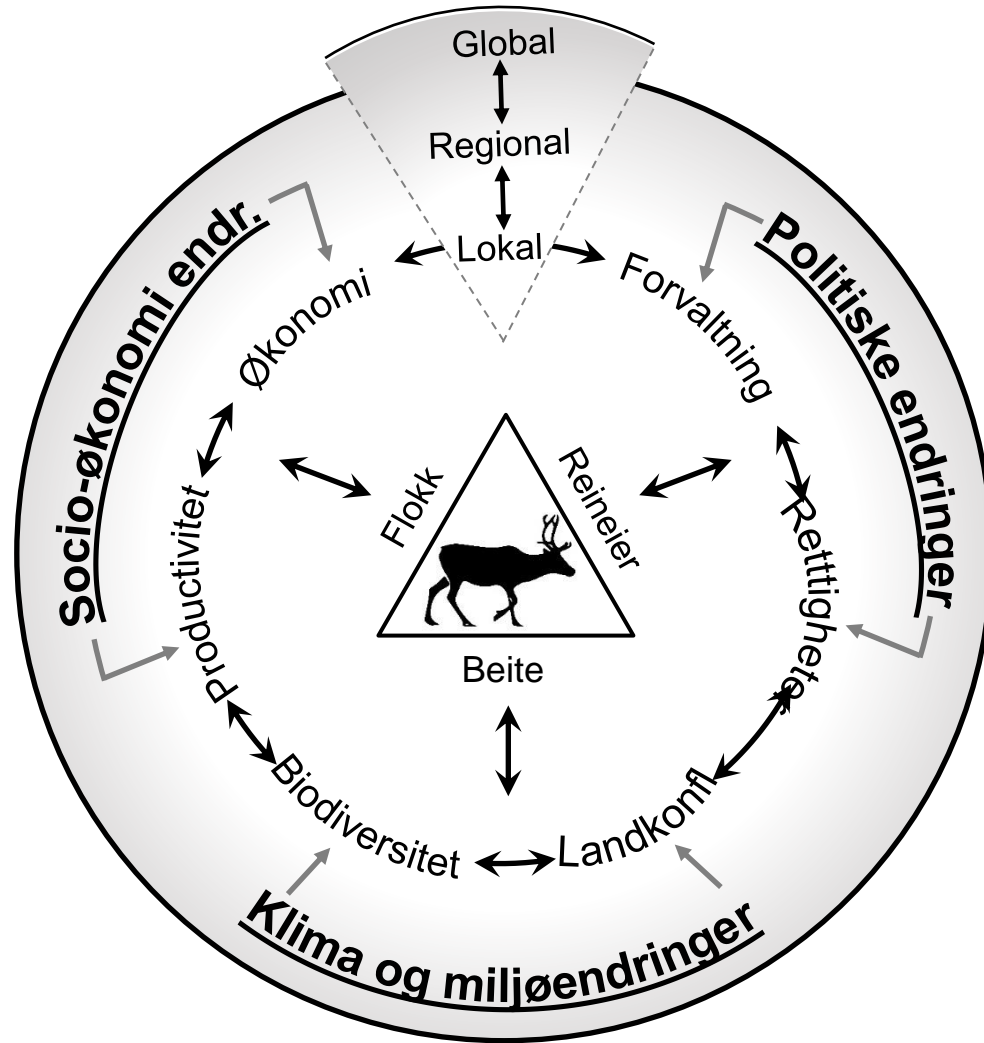 Global
Regional
Lokal
Socio-økonomi endr.
Politiske endringer
Økonomi
Forvaltning
Flokk
Reineier
Productivitet
Retttigheter
Beite
Biodiversitet
Landkonfl
Klima og miljøendringer